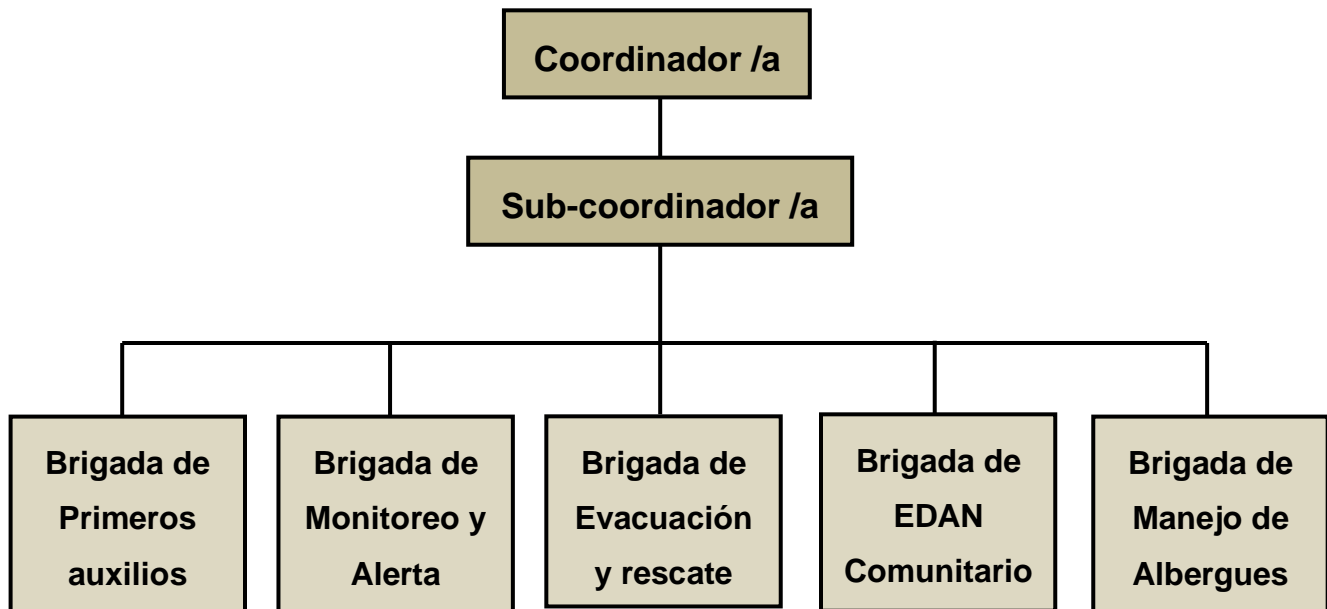 Coordinador /a
Sub-coordinador /a
Brigada de
Primeros
auxilios
Brigada de
Monitoreo y
Alerta
Brigada de
Evacuación
y rescate
Brigada de
EDAN
Comunitario
Brigada de
Manejo de
Albergues